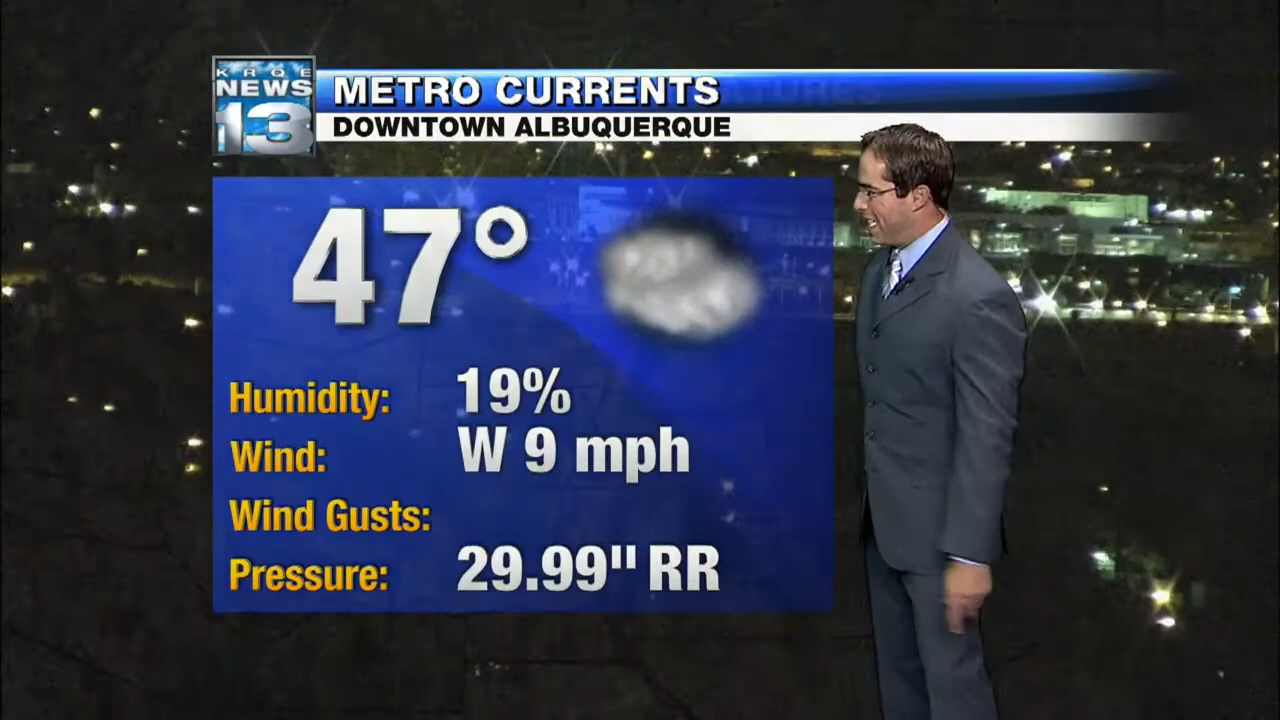 KRQE
NEWS
13
METRO CURRENTS
DOWNTOWN ALBUQUERQUE
47°
Humidity: 19%
Wind: W 9 mph
Wind Gusts:
Pressure: 29.99" RR